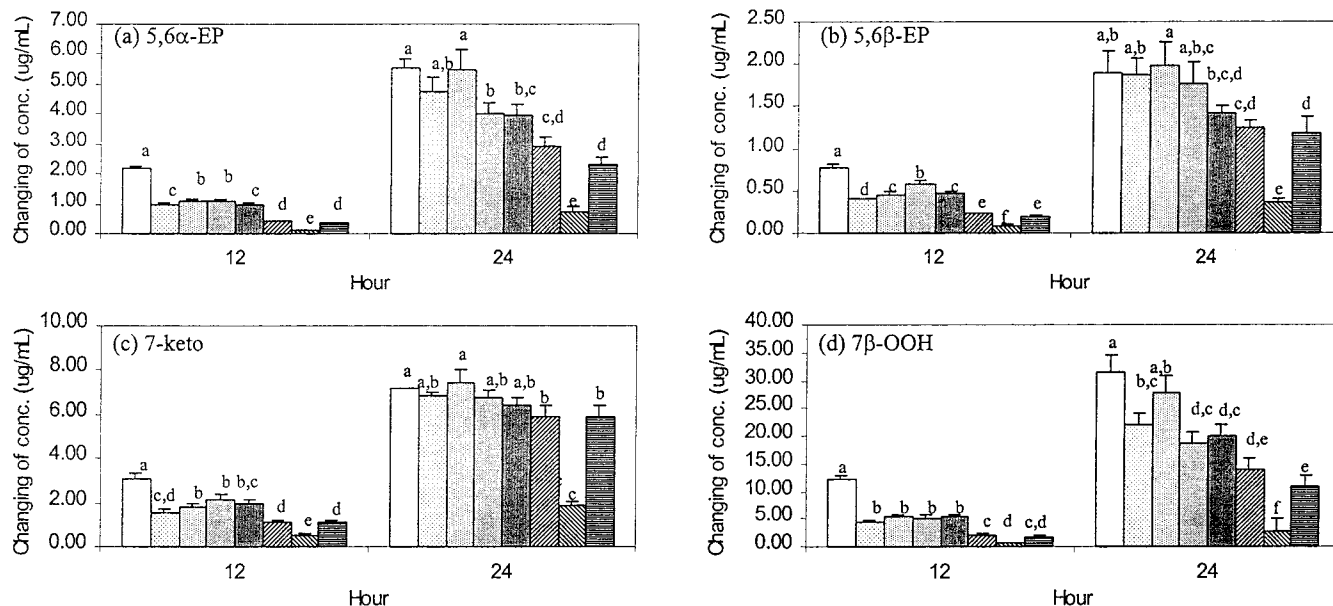 (a) 5,6α-EP
Changing of conc. (ug/mL)
7.00
6.00
5.00
4.00
3.00
2.00
1.00
0.00
a c b b c d e d
a a,b a b b,c c,d e d
12 24
Hour
(b) 5,6β-EP
Changing of conc. (ug/mL)
2.50
2.00
1.50
1.00
0.50
0.00
a d c b c e f e
a,b a,b a a,b,c b,c,d c,d e d
12 24
Hour
(c) 7-keto
Changing of conc. (ug/mL)
10.00
8.00
6.00
4.00
2.00
0.00
a c,d b b b,c d e d
a a,b a a,b a,b b c b
12 24
Hour
(d) 7β-OOH
Changing of conc. (ug/mL)
40.00
35.00
30.00
25.00
20.00
15.00
10.00
5.00
0.00
a b b b b c d c,d
a b,c a,b d,c d,c d,e f e
12 24
Hour